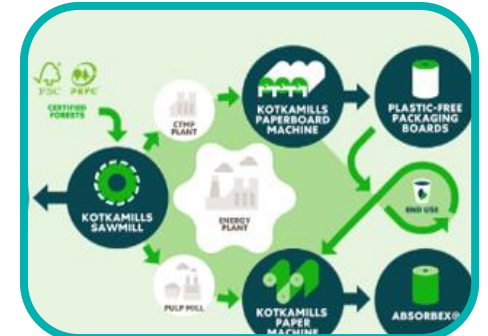 FSC
PEFC
CERTIFIED
FORESTS
CTMP
PLANT
KOTKAMILLS
PAPERBOARD
MACHINE
PLASTIC-FREE
PACKAGING
BOARDS
KOTKAMILLS
SAWMILL
ENERGY
PLANT
END USE
PULP MILL
KOTKAMILLS
PAPER
MACHINE
ABSORBEX®